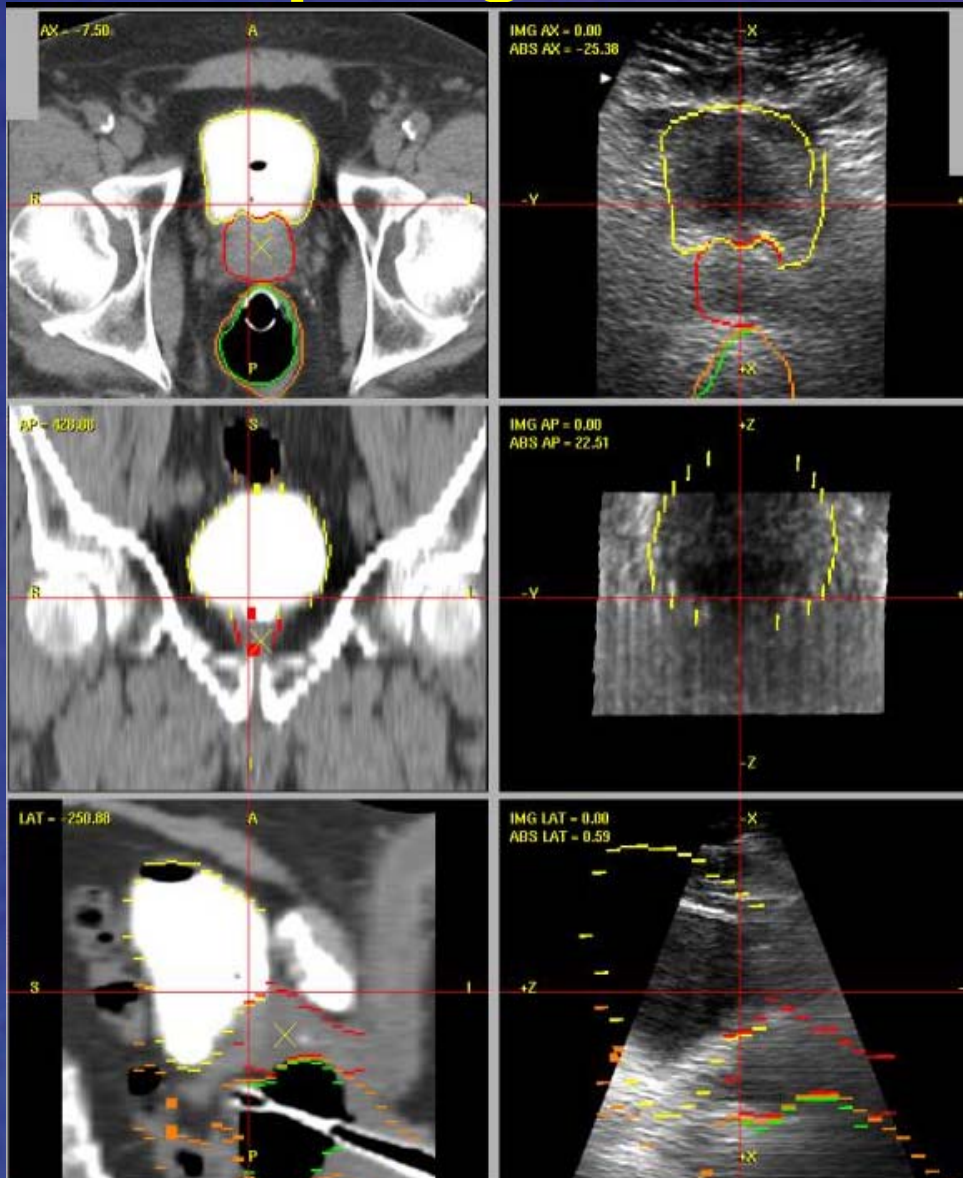 AX = -7.50
A
R
L
P
IMG AX = 0.00
ABS AX = -25.38
-X
-Y
+X
S
S
L
I
IMG AP = 0.00
ABS AP = 22.51
+Z
-Y
-Z
LAT = -250.88
A
S
I
P
IMG LAT = 0.00
ABS LAT = 0.59
-X
+Z
+X